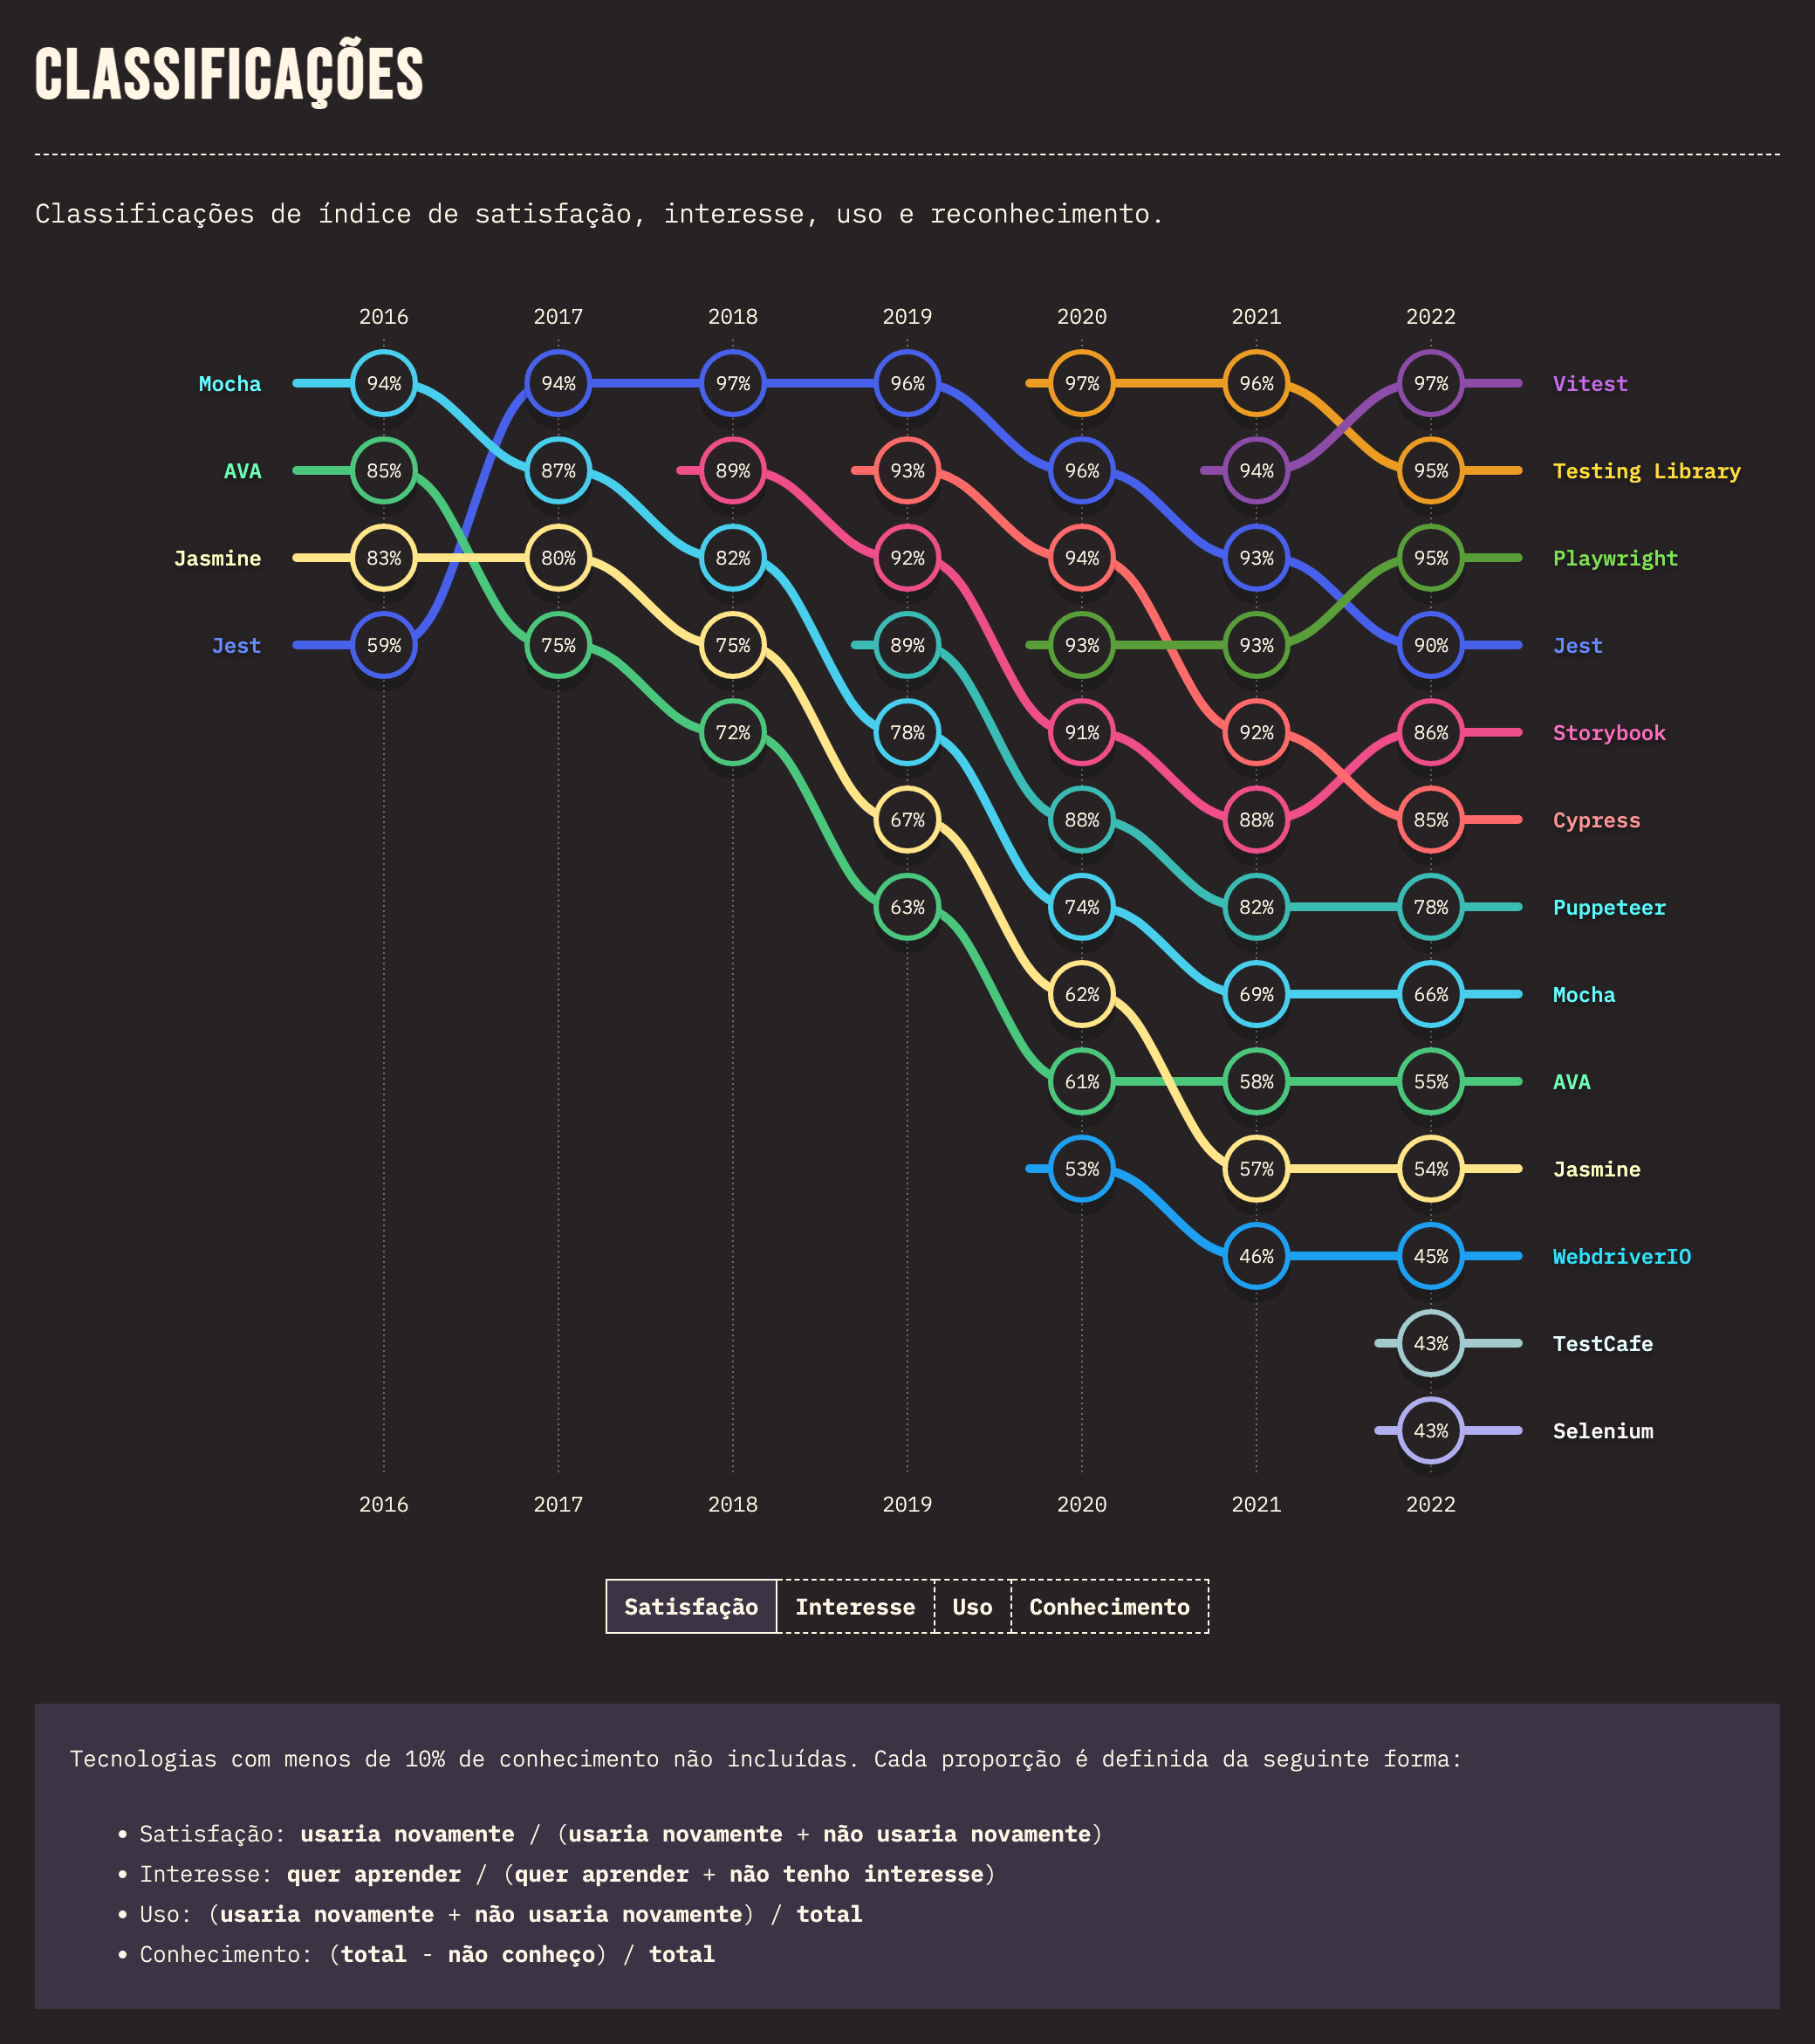 CLASSIFICAÇÕES
Classificações de índice de satisfação, interesse, uso e reconhecimento.
2016 2017 2018 2019 2020 2021 2022
Mocha 94% 94% 97% 96% 97% 96% 97% Vitest
AVA 85% 87% 89% 93% 96% 94% 95% Testing Library
Jasmine 83% 80% 82% 92% 94% 93% 95% Playwright
Jest 59% 75% 75% 89% 93% 93% 90% Jest
72% 78% 91% 92% 86% Storybook
67% 88% 88% 85% Cypress
63% 74% 82% 78% Puppeteer
62% 69% 66% Mocha
61% 58% 55% AVA
53% 57% 54% Jasmine
46% 45% WebdriverIO
43% TestCafe
43% Selenium
2016 2017 2018 2019 2020 2021 2022
Satisfação Interesse Uso Conhecimento
Tecnologias com menos de 10% de conhecimento não incluídas. Cada proporção é definida da seguinte forma:
• Satisfação: usaria novamente / (usaria novamente + não usaria novamente)
• Interesse: quer aprender / (quer aprender + não tenho interesse)
• Uso: (usaria novamente + não usaria novamente) / total
• Conhecimento: (total - não conheço) / total